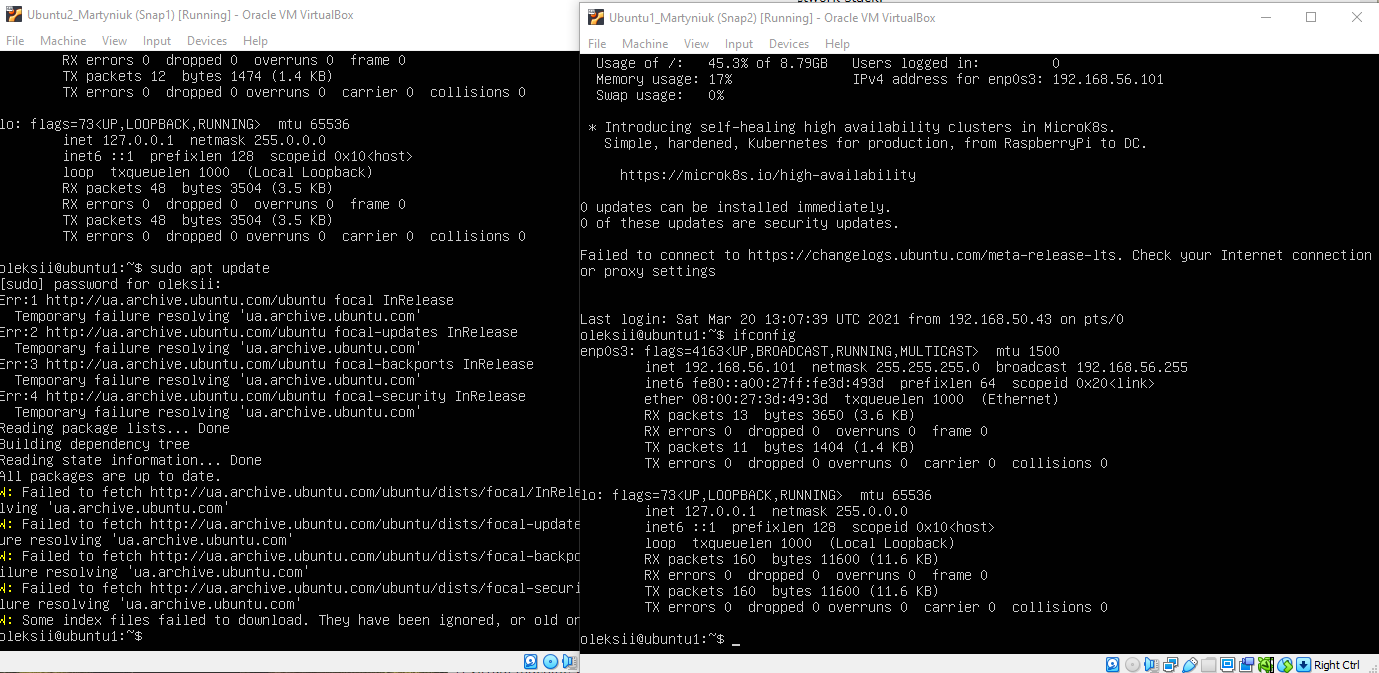 twork stack.
Ubuntu2_Martyniuk (Snap1) [Running] - Oracle VM VirtualBox
File Machine View Input Devices Help
RX errors 0  dropped 0  overruns 0  frame 0
TX packets 12  bytes 1474 (1.4 KB)
TX errors 0  dropped 0 overruns 0  carrier 0  collisions 0
lo: flags=73<UP,LOOPBACK,RUNNING>  mtu 65536
inet 127.0.0.1  netmask 255.0.0.0
inet6 ::1  prefixlen 128  scopeid 0x10<host>
loop  txqueuelen 1000  (Local Loopback)
RX packets 48  bytes 3504 (3.5 KB)
RX errors 0  dropped 0  overruns 0  frame 0
TX packets 48  bytes 3504 (3.5 KB)
TX errors 0  dropped 0 overruns 0  carrier 0  collisions 0
oleksii@ubuntu1:~$ sudo apt update
[sudo] password for oleksii:
Err:1 http://ua.archive.ubuntu.com/ubuntu focal InRelease
Temporary failure resolving 'ua.archive.ubuntu.com'
Err:2 http://ua.archive.ubuntu.com/ubuntu focal-updates InRelease
Temporary failure resolving 'ua.archive.ubuntu.com'
Err:3 http://ua.archive.ubuntu.com/ubuntu focal-backports InRelease
Temporary failure resolving 'ua.archive.ubuntu.com'
Err:4 http://ua.archive.ubuntu.com/ubuntu focal-security InRelease
Temporary failure resolving 'ua.archive.ubuntu.com'
Reading package lists... Done
Building dependency tree
Reading state information... Done
All packages are up to date.
W: Failed to fetch http://ua.archive.ubuntu.com/ubuntu/dists/focal/InRele
lving 'ua.archive.ubuntu.com'
W: Failed to fetch http://ua.archive.ubuntu.com/ubuntu/dists/focal-update
ure resolving 'ua.archive.ubuntu.com'
W: Failed to fetch http://ua.archive.ubuntu.com/ubuntu/dists/focal-backpo
ilure resolving 'ua.archive.ubuntu.com'
W: Failed to fetch http://ua.archive.ubuntu.com/ubuntu/dists/focal-securi
lure resolving 'ua.archive.ubuntu.com'
W: Some index files failed to download. They have been ignored, or old on
oleksii@ubuntu1:~$
Ubuntu1_Martyniuk (Snap2) [Running] - Oracle VM VirtualBox
File Machine View Input Devices Help
Usage of /:   45.3% of 8.79GB   Users logged in:         0
Memory usage: 17%               IPv4 address for enp0s3: 192.168.56.101
Swap usage:   0%
* Introducing self-healing high availability clusters in MicroK8s.
Simple, hardened, Kubernetes for production, from RaspberryPi to DC.
https://microk8s.io/high-availability
0 updates can be installed immediately.
0 of these updates are security updates.
Failed to connect to https://changelogs.ubuntu.com/meta-release-lts. Check your Internet connection
or proxy settings
Last login: Sat Mar 20 13:07:39 UTC 2021 from 192.168.50.43 on pts/0
oleksii@ubuntu1:~$ ifconfig
enp0s3: flags=4163<UP,BROADCAST,RUNNING,MULTICAST>  mtu 1500
inet 192.168.56.101  netmask 255.255.255.0  broadcast 192.168.56.255
inet6 fe80::a00:27ff:fe3d:493d  prefixlen 64  scopeid 0x20<link>
ether 08:00:27:3d:49:3d  txqueuelen 1000  (Ethernet)
RX packets 13  bytes 3650 (3.6 KB)
RX errors 0  dropped 0  overruns 0  frame 0
TX packets 11  bytes 1404 (1.4 KB)
TX errors 0  dropped 0 overruns 0  carrier 0  collisions 0
lo: flags=73<UP,LOOPBACK,RUNNING>  mtu 65536
inet 127.0.0.1  netmask 255.0.0.0
inet6 ::1  prefixlen 128  scopeid 0x10<host>
loop  txqueuelen 1000  (Local Loopback)
RX packets 160  bytes 11600 (11.6 KB)
RX errors 0  dropped 0  overruns 0  frame 0
TX packets 160  bytes 11600 (11.6 KB)
TX errors 0  dropped 0 overruns 0  carrier 0  collisions 0
oleksii@ubuntu1:~$ _
Right Ctrl